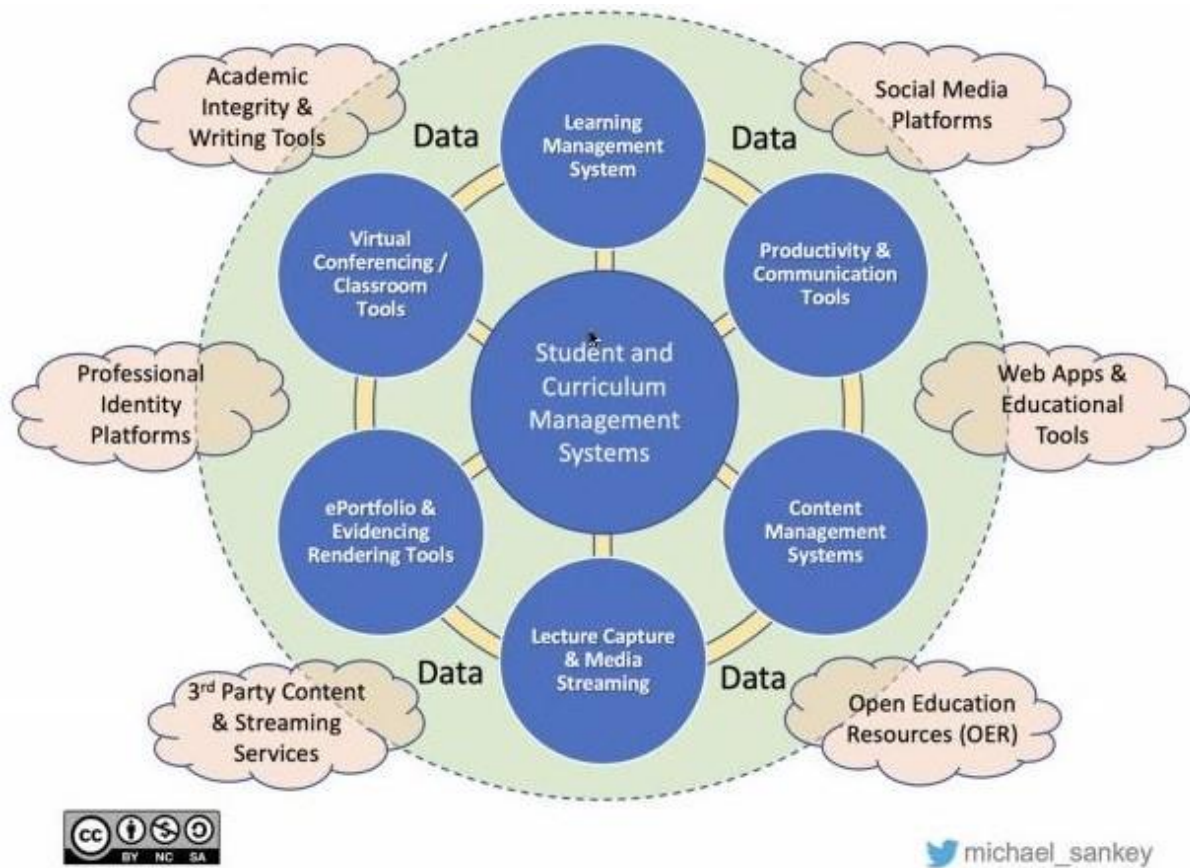 Academic
Integrity &
Writing Tools
Data
Learning
Management
System
Data
Social Media
Platforms
Virtual
Conferencing /
Classroom
Tools
Productivity &
Communication
Tools
Professional
Identity
Platforms
Student and
Curriculum
Management
Systems
Web Apps &
Educational
Tools
ePortfolio &
Evidencing
Rendering Tools
Content
Management
Systems
3rd Party Content
& Streaming
Services
Data
Lecture Capture
& Media
Streaming
Data
Open Education
Resources (OER)
cc
BY NC SA
michael_sankey